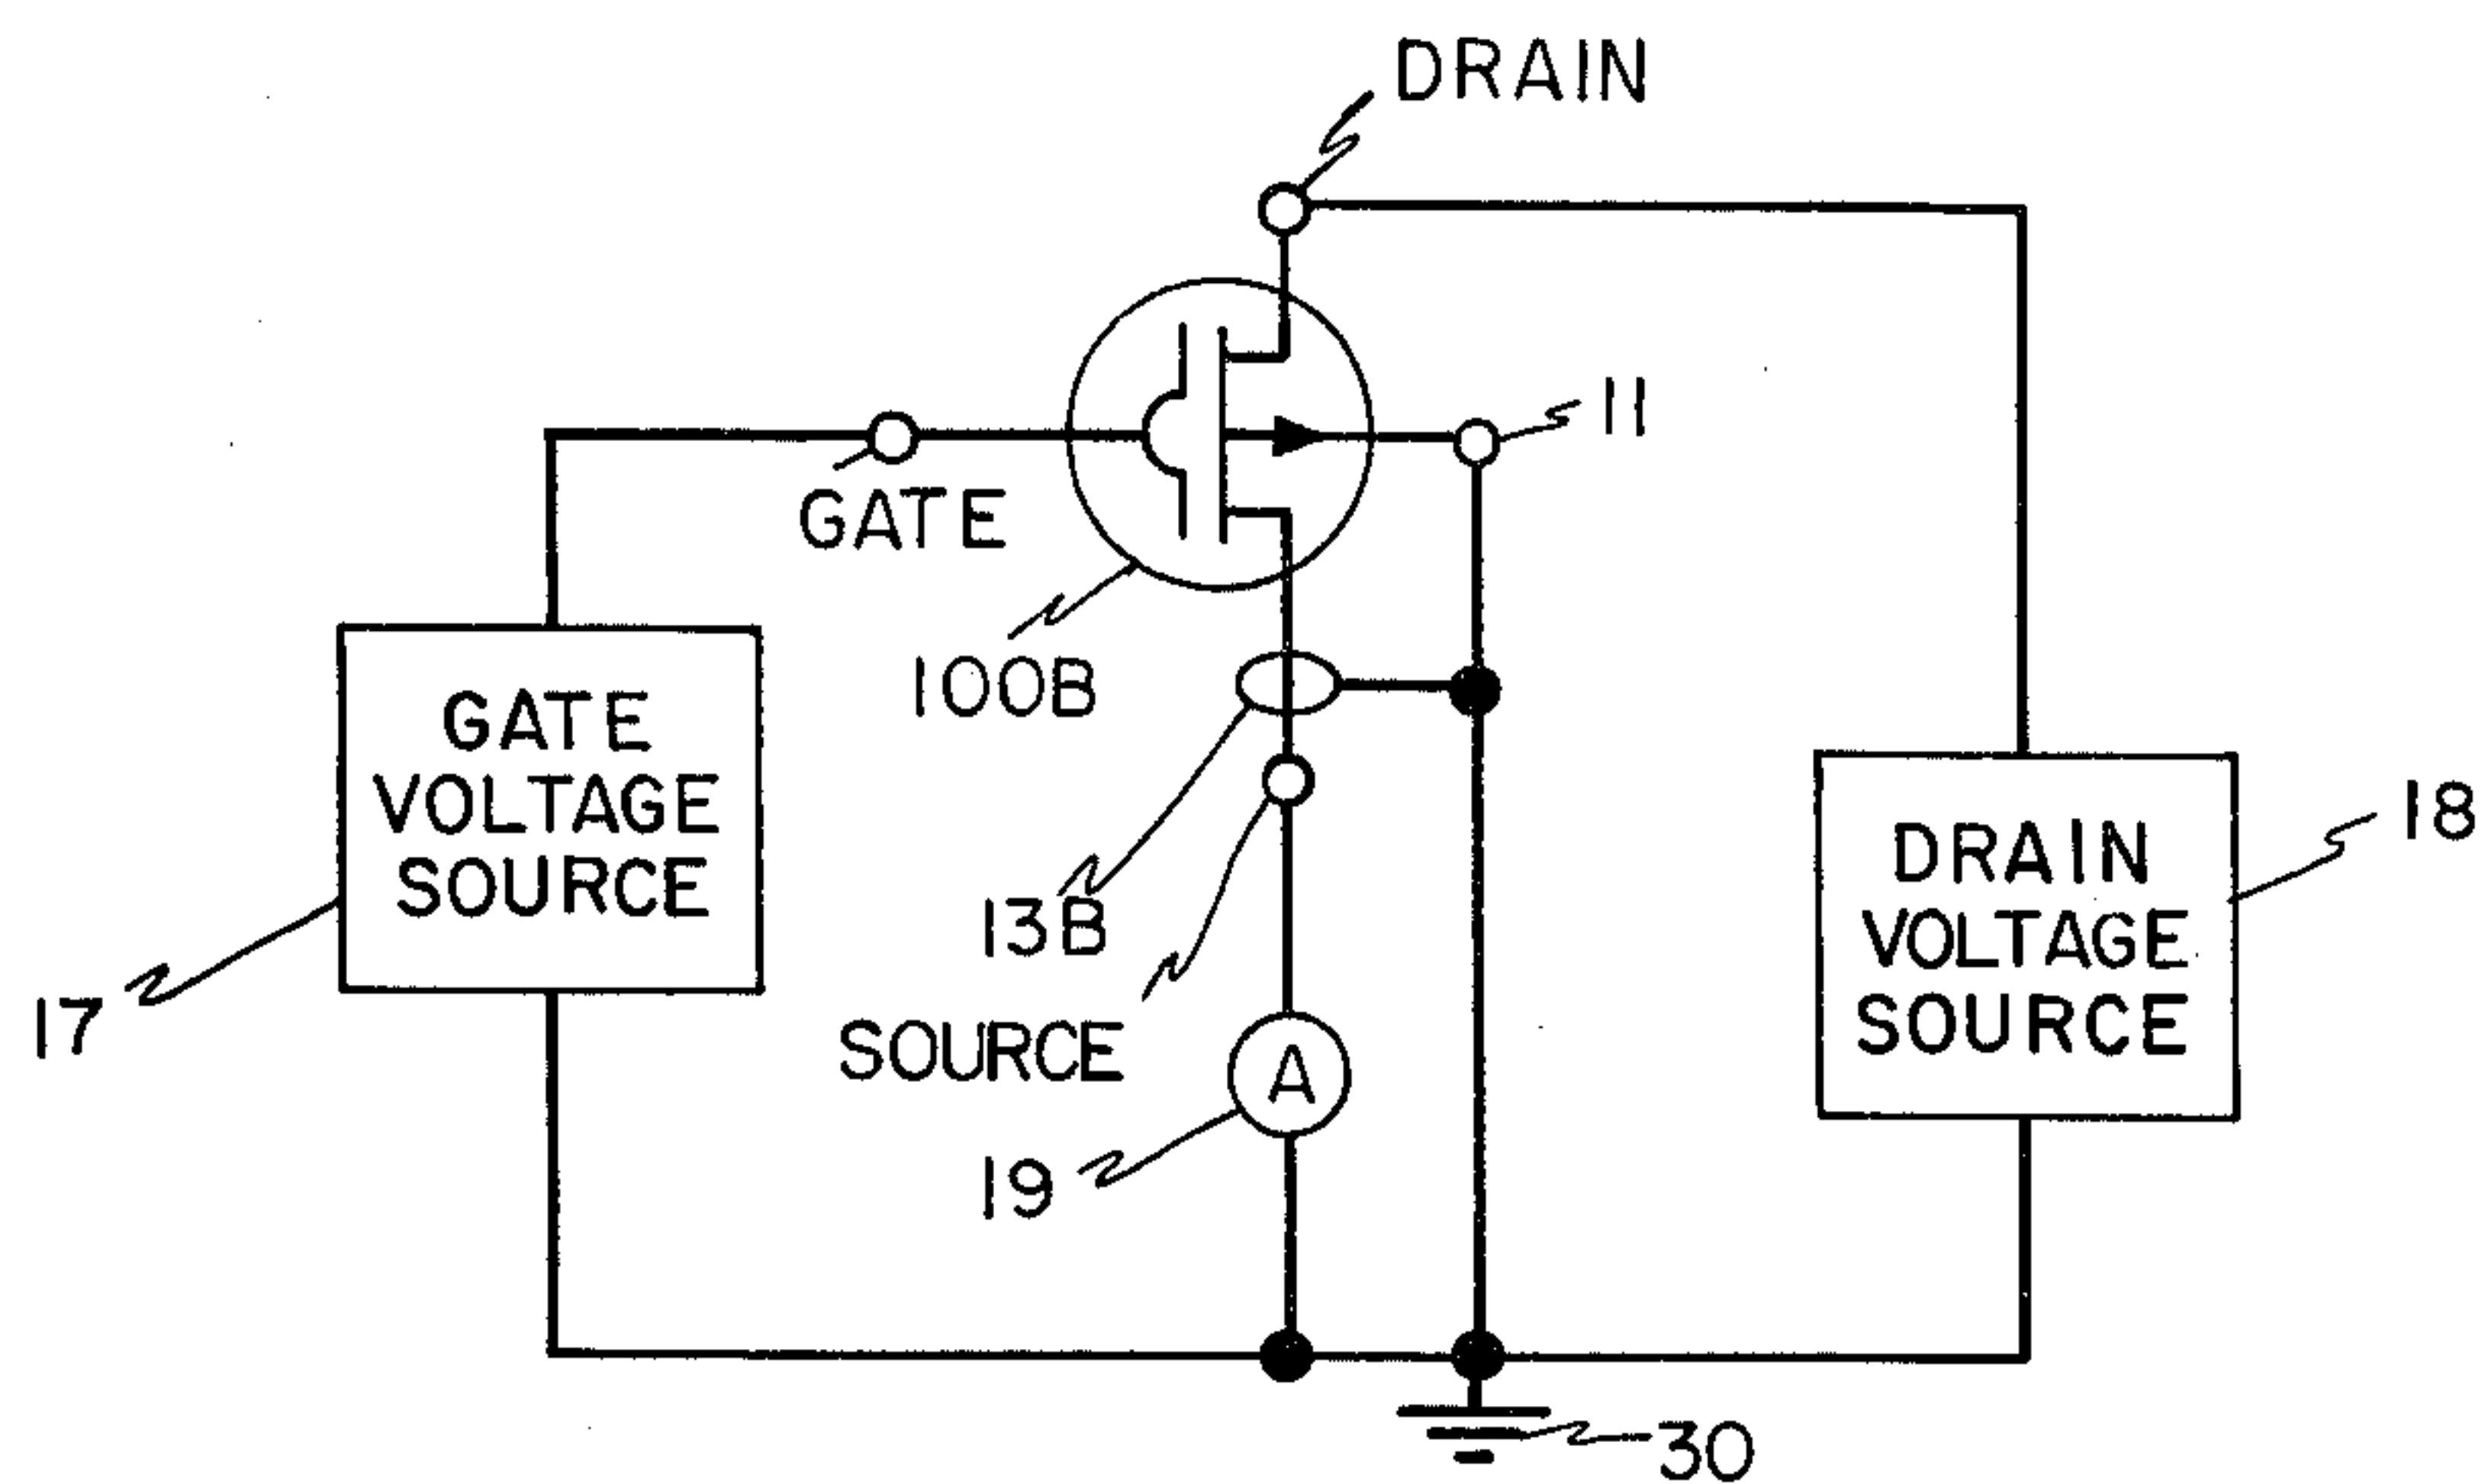 DRAIN
11
GATE
100B
GATE
VOLTAGE
SOURCE
17
13B
SOURCE
A
19
DRAIN
VOLTAGE
SOURCE
18
30